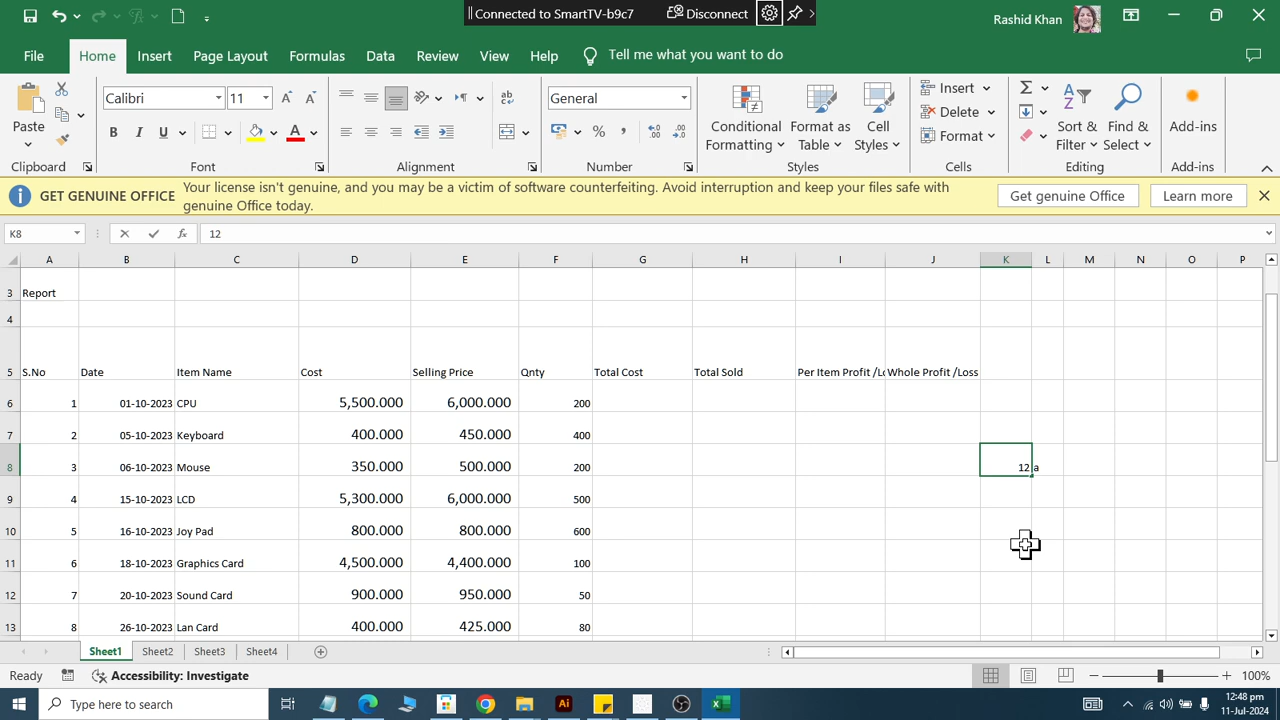 Connected to SmartTV-b9c7 Disconnect
Rashid Khan
File Home Insert Page Layout Formulas Data Review View Help Tell me what you want to do
Paste
Calibri 11
B I U A
ab
General
% ,
Conditional Formatting
Format as Table
Cell Styles
Insert
Delete
Format
Sort & Filter
Find & Select
Add-ins
Clipboard Font Alignment Number Styles Cells Editing Add-ins
GET GENUINE OFFICE Your license isn't genuine, and you may be a victim of software counterfeiting. Avoid interruption and keep your files safe with genuine Office today. Get genuine Office Learn more
K8 fx 12
A B C D E F G H I J K L M N O P
3 Report
4
5 S.No Date Item Name Cost Selling Price Qnty Total Cost Total Sold Per Item Profit /Lo Whole Profit /Loss
6 1 01-10-2023 CPU 5,500.000 6,000.000 200
7 2 05-10-2023 Keyboard 400.000 450.000 400
8 3 06-10-2023 Mouse 350.000 500.000 200 12 a
9 4 15-10-2023 LCD 5,300.000 6,000.000 500
10 5 16-10-2023 Joy Pad 800.000 800.000 600
11 6 18-10-2023 Graphics Card 4,500.000 4,400.000 100
12 7 20-10-2023 Sound Card 900.000 950.000 50
13 8 26-10-2023 Lan Card 400.000 425.000 80
Sheet1 Sheet2 Sheet3 Sheet4
Ready Accessibility: Investigate 100%
Type here to search
12:48 pm
11-Jul-2024